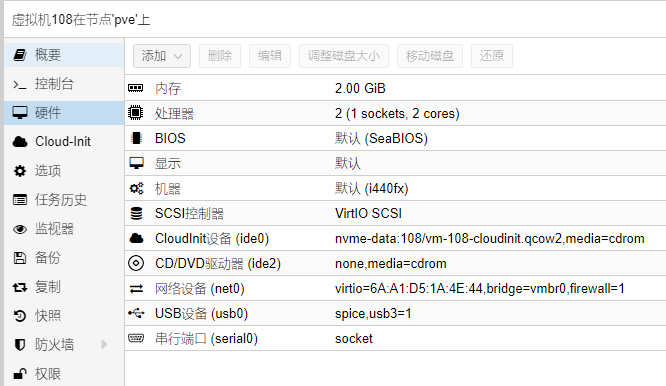 虚拟机108在节点'pve'上
概要
控制台
硬件
Cloud-Init
选项
任务历史
监视器
备份
复制
快照
防火墙
权限
添加 删除 编辑 调整磁盘大小 移动磁盘 还原
内存 2.00 GiB
处理器 2 (1 sockets, 2 cores)
BIOS 默认 (SeaBIOS)
显示 默认
机器 默认 (i440fx)
SCSI控制器 VirtIO SCSI
CloudInit设备 (ide0) nvme-data:108/vm-108-cloudinit.qcow2,media=cdrom
CD/DVD驱动器 (ide2) none,media=cdrom
网络设备 (net0) virtio=6A:A1:D5:1A:4E:44,bridge=vmbr0,firewall=1
USB设备 (usb0) spice,usb3=1
串行端口 (serial0) socket